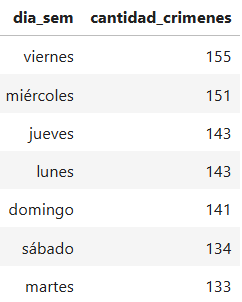 dia_sem cantidad_crimenes
viernes 155
miércoles 151
jueves 143
lunes 143
domingo 141
sábado 134
martes 133